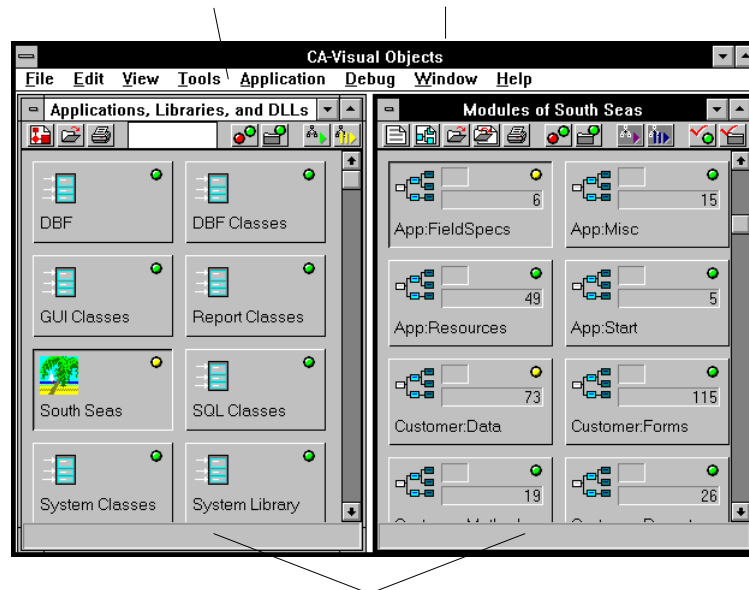 CA-Visual Objects
File Edit View Tools Application Debug Window Help
Applications, Libraries, and DLLs
DBF
DBF Classes
GUI Classes
Report Classes
South Seas
SQL Classes
System Classes
System Library
Modules of South Seas
6
App:FieldSpecs
15
App:Misc
49
App:Resources
5
App:Start
73
Customer:Data
115
Customer:Forms
19
26